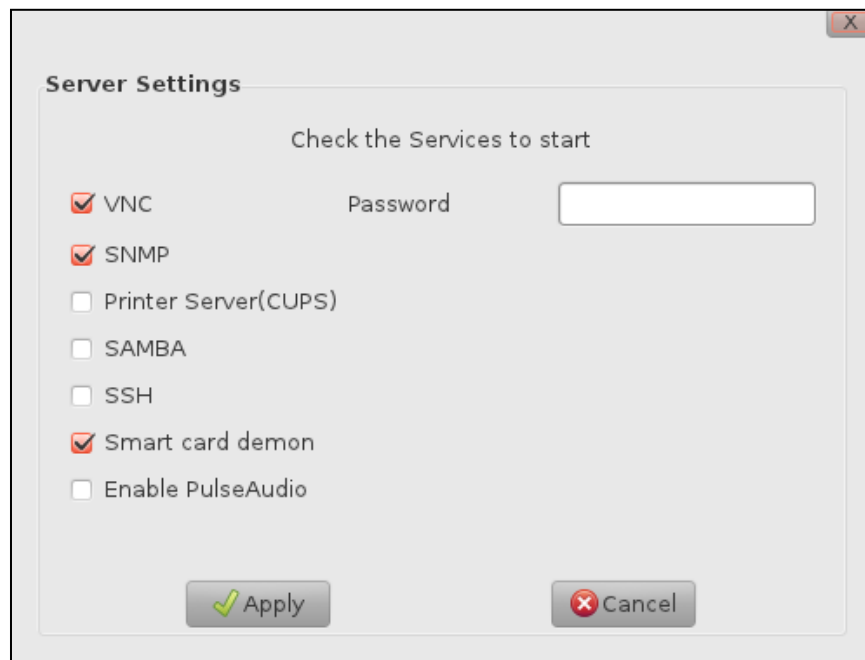 X
Server Settings
Check the Services to start
VNC Password
SNMP
Printer Server(CUPS)
SAMBA
SSH
Smart card demon
Enable PulseAudio
Apply Cancel